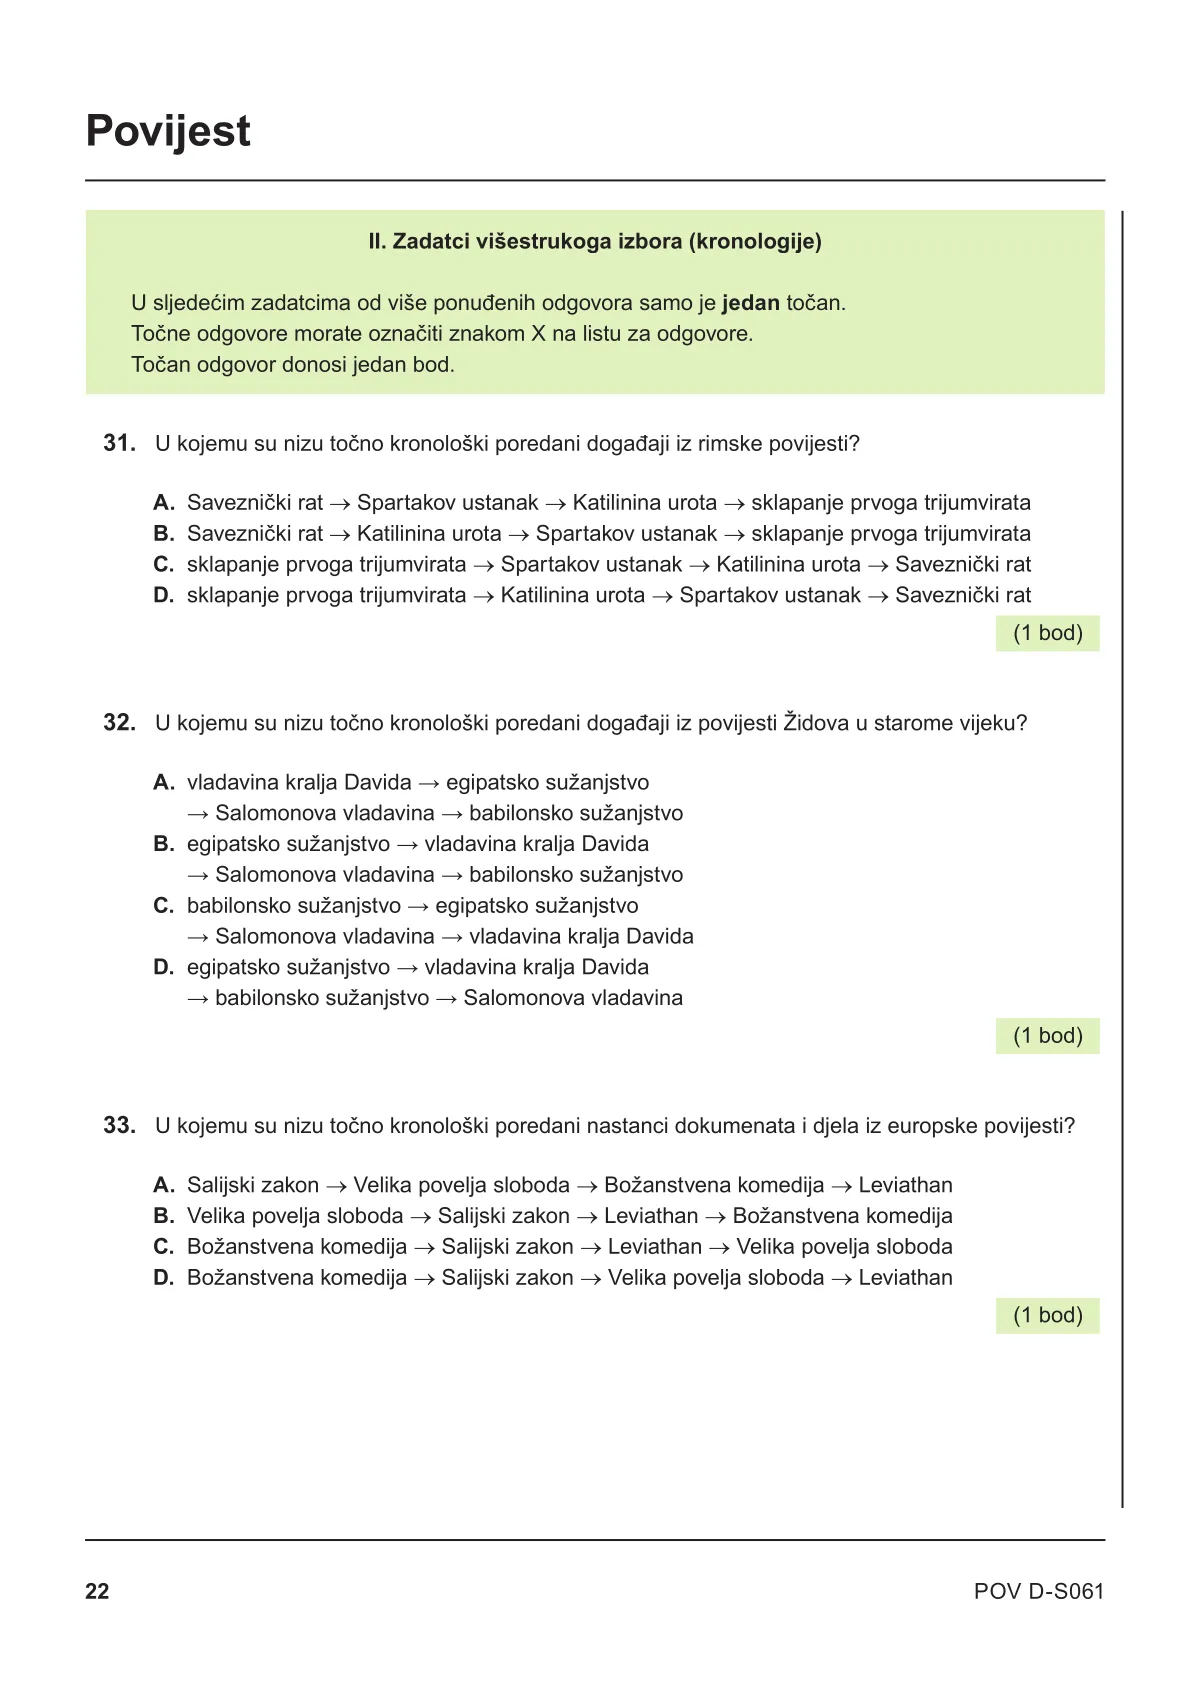 Povijest
II. Zadatci višestrukoga izbora (kronologije)
U sljedećim zadatcima od više ponuđenih odgovora samo je jedan točan.
Točne odgovore morate označiti znakom X na listu za odgovore.
Točan odgovor donosi jedan bod.
31. U kojemu su nizu točno kronološki poredani događaji iz rimske povijesti?
A. Saveznički rat → Spartakov ustanak → Katilinina urota → sklapanje prvoga trijumvirata
B. Saveznički rat → Katilinina urota → Spartakov ustanak → sklapanje prvoga trijumvirata
C. sklapanje prvoga trijumvirata → Spartakov ustanak → Katilinina urota → Saveznički rat
D. sklapanje prvoga trijumvirata → Katilinina urota → Spartakov ustanak → Saveznički rat
(1 bod)
32. U kojemu su nizu točno kronološki poredani događaji iz povijesti Židova u starome vijeku?
A. vladavina kralja Davida → egipatsko sužanjstvo
→ Salomonova vladavina → babilonsko sužanjstvo
B. egipatsko sužanjstvo → vladavina kralja Davida
→ Salomonova vladavina → babilonsko sužanjstvo
C. babilonsko sužanjstvo → egipatsko sužanjstvo
→ Salomonova vladavina → vladavina kralja Davida
D. egipatsko sužanjstvo → vladavina kralja Davida
→ babilonsko sužanjstvo → Salomonova vladavina
(1 bod)
33. U kojemu su nizu točno kronološki poredani nastanci dokumenata i djela iz europske povijesti?
A. Salijski zakon → Velika povelja sloboda → Božanstvena komedija → Leviathan
B. Velika povelja sloboda → Salijski zakon → Leviathan → Božanstvena komedija
C. Božanstvena komedija → Salijski zakon → Leviathan → Velika povelja sloboda
D. Božanstvena komedija → Salijski zakon → Velika povelja sloboda → Leviathan
(1 bod)
22
POV D-S061